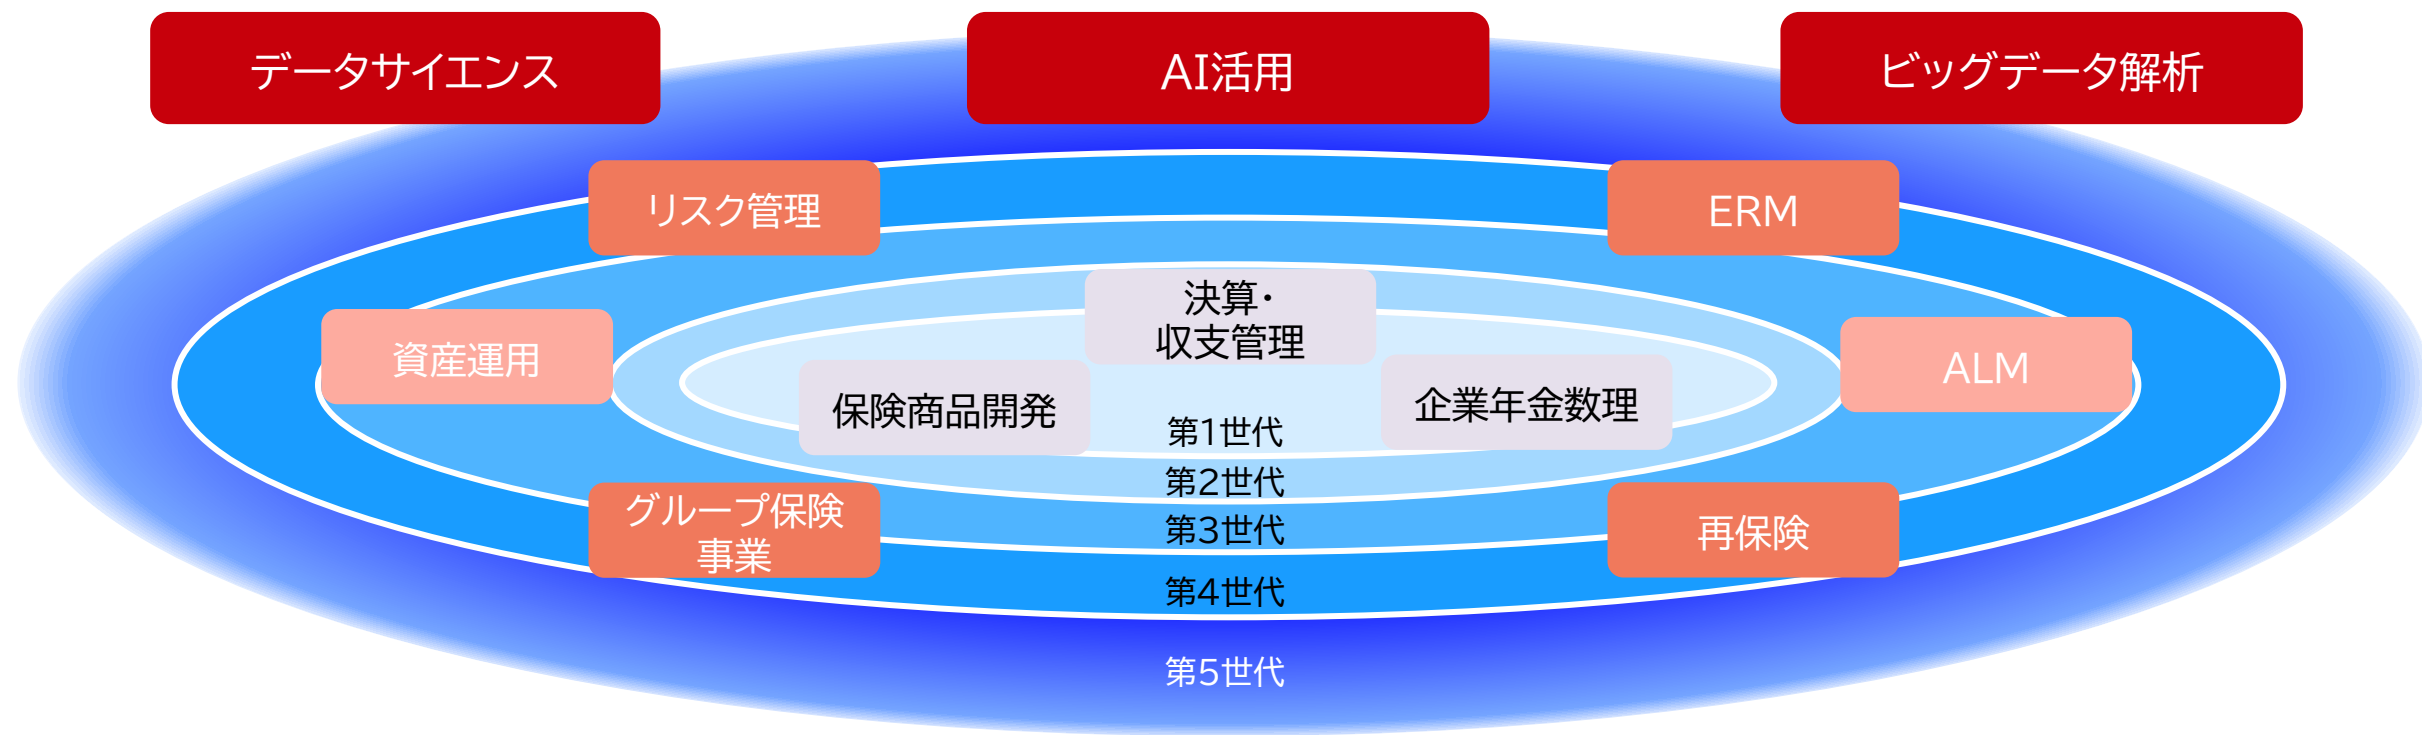 データサイエンス
AI活用
ビッグデータ解析
リスク管理
ERM
決算・
収支管理
資産運用
ALM
保険商品開発
企業年金数理
第1世代
第2世代
グループ保険
事業
第3世代
再保険
第4世代
第5世代